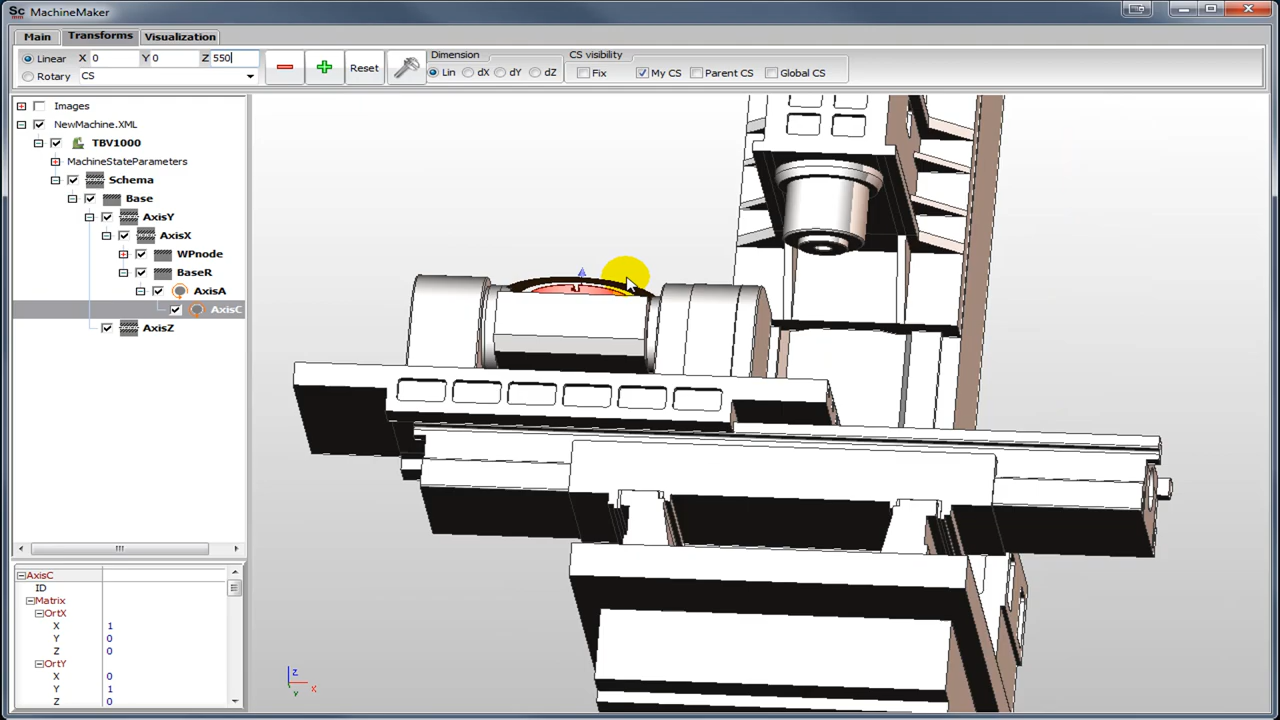 Sc MachineMaker
Main Transforms Visualization
Linear X 0 Y 0 Z 550 Reset Dimension CS visibility
Lin dX dY dZ Fix My CS Parent CS Global CS
Rotary CS
Images
NewMachine.XML
TBV1000
MachineStateParameters
Schema
Base
AxisY
AxisX
WPnode
BaseR
AxisA
AxisC
AxisZ
AxisC
ID
Matrix
OrtX
X 1
Y 0
Z 0
OrtY
X 0
Y 1
Z 0
z
x
y